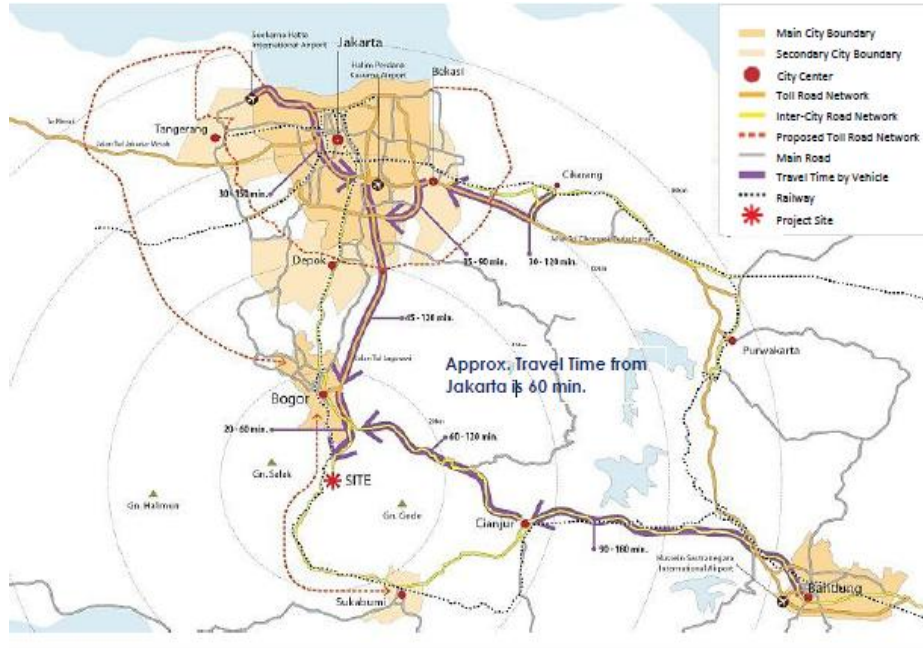 Soekarno Hatta
International Airport
Jakarta
Halim Perdana
Kusuma Airport
Bekasi
Tangerang
30 - 150 min.
Cikarang
Depok
15 - 90 min.
30 - 120 min.
45 - 120 min.
Approx. Travel Time from
Jakarta is 60 min.
Purwakarta
Bogor
20 - 60 min.
60 - 120 min.
SITE
Gn. Salak
Gn. Halimun
Gn. Gede
Cianjur
90 - 180 min.
Husein Sastranegara
International Airport
Bandung
Sukabumi
Main City Boundary
Secondary City Boundary
City Center
Toll Road Network
Inter-City Road Network
Proposed Toll Road Network
Main Road
Travel Time by Vehicle
Railway
Project Site